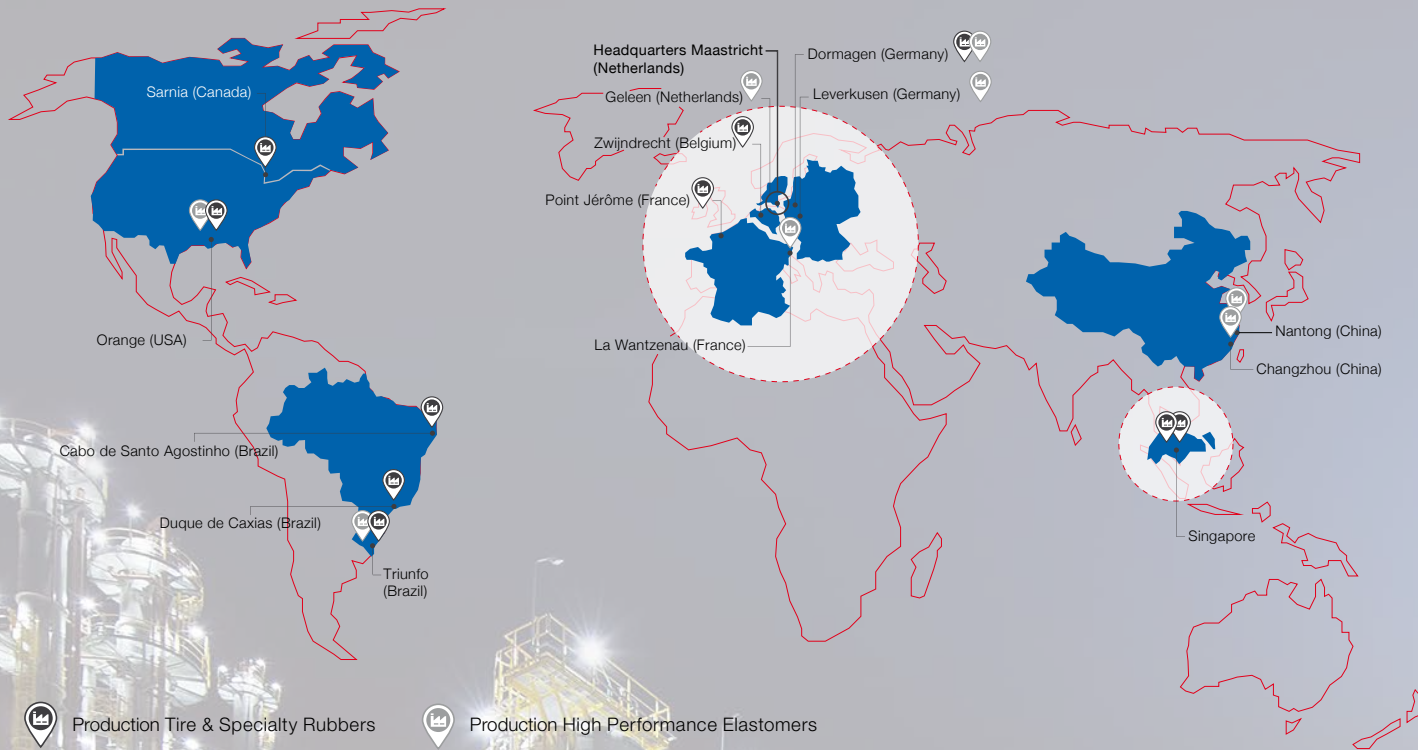 Headquarters Maastricht
(Netherlands)
Dormagen (Germany)
Sarnia (Canada)
Geleen (Netherlands)
Leverkusen (Germany)
Zwijndrecht (Belgium)
Point Jérôme (France)
Orange (USA)
La Wantzenau (France)
Nantong (China)
Changzhou (China)
Cabo de Santo Agostinho (Brazil)
Duque de Caxias (Brazil)
Singapore
Triunfo
(Brazil)
Production Tire & Specialty Rubbers
Production High Performance Elastomers